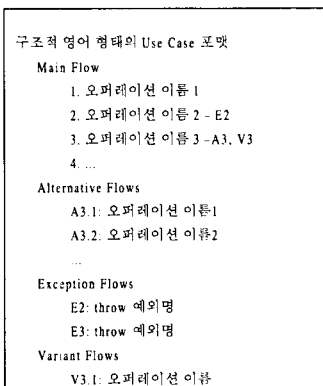 구조적 영어 형태의 Use Case 포맷
Main Flow
1. 오퍼레이션 이름 1
2. 오퍼레이션 이름 2 – E2
3. 오퍼레이션 이름 3 –A3, V3
4. ...
Alternative Flows
A3.1: 오퍼레이션 이름1
A3.2: 오퍼레이션 이름2
...
Exception Flows
E2: throw 예외명
E3: throw 예외명
Variant Flows
V3.1: 오퍼레이션 이름